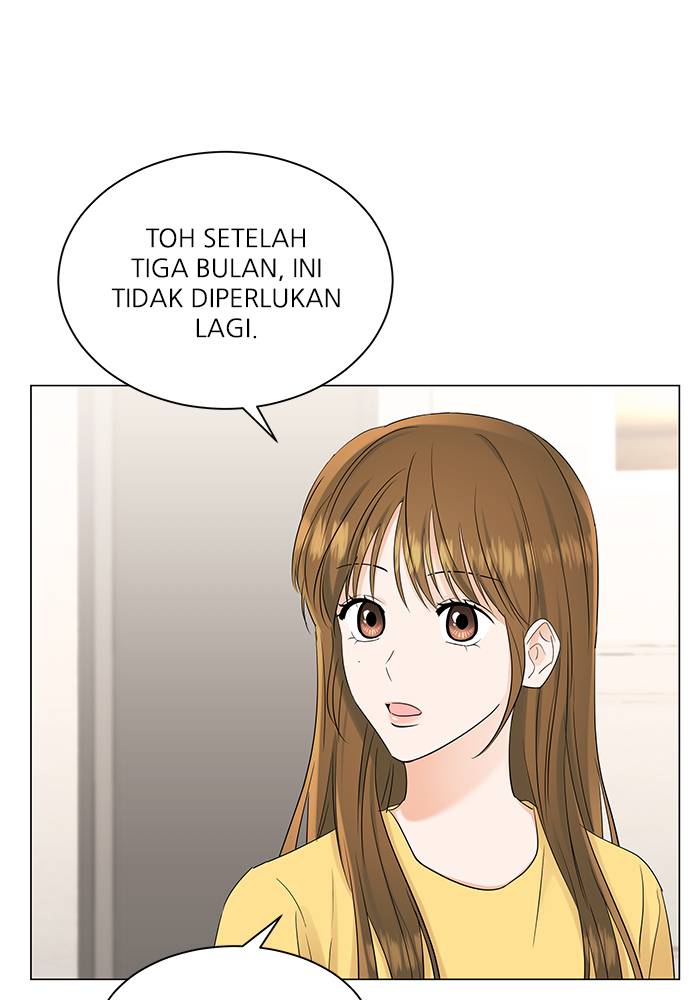 TOH SETELAH
TIGA BULAN, INI
TIDAK DIPERLUKAN
LAGI.